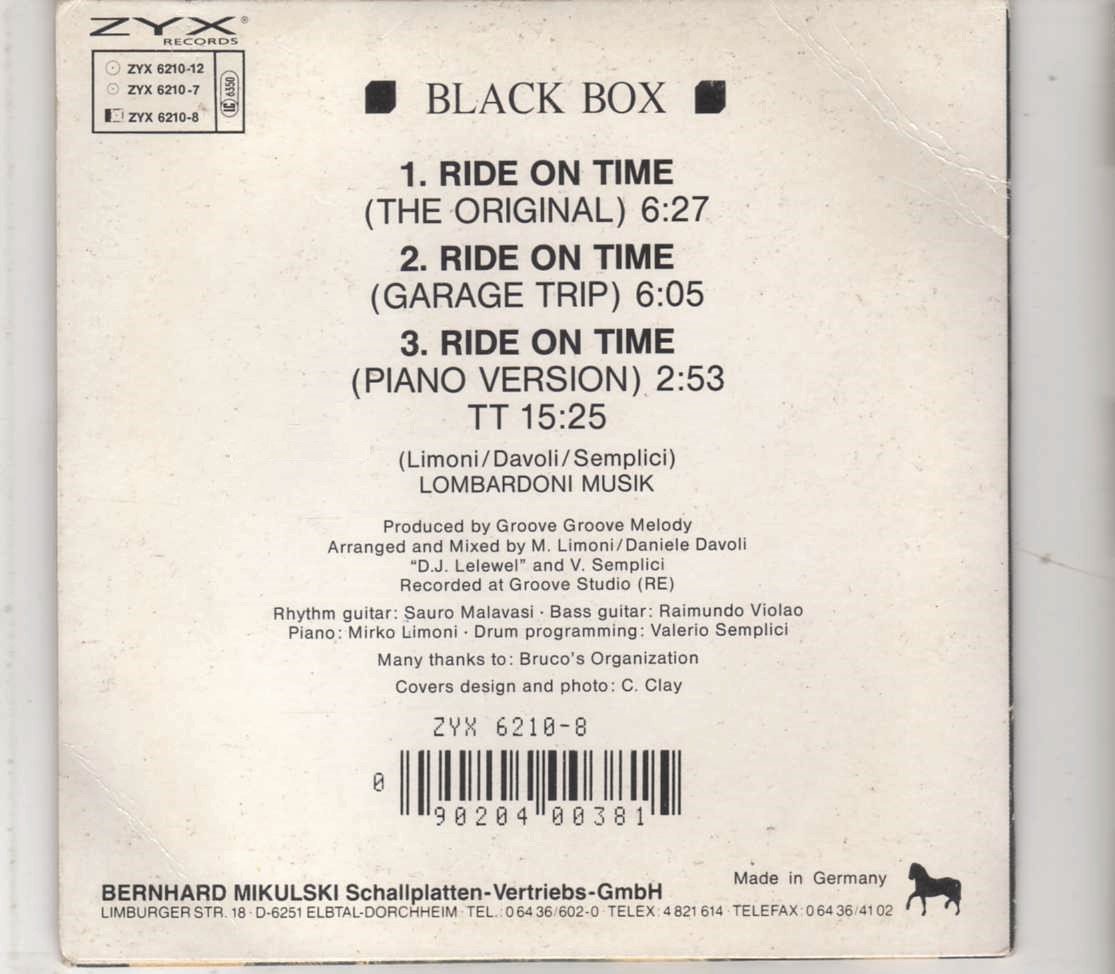 ZYX®
RECORDS
ZYX 6210-12
ZYX 6210-7
ZYX 6210-8
LC 6350
BLACK BOX
1. RIDE ON TIME
(THE ORIGINAL) 6:27
2. RIDE ON TIME
(GARAGE TRIP) 6:05
3. RIDE ON TIME
(PIANO VERSION) 2:53
TT 15:25
(Limoni/Davoli/Semplici)
LOMBARDONI MUSIK
Produced by Groove Groove Melody
Arranged and Mixed by M. Limoni/Daniele Davoli
“D.J. Lelewel” and V. Semplici
Recorded at Groove Studio (RE)
Rhythm guitar: Sauro Malavasi · Bass guitar: Raimundo Violao
Piano: Mirko Limoni · Drum programming: Valerio Semplici
Many thanks to: Bruco's Organization
Covers design and photo: C. Clay
ZYX 6210-8
0 90204 00381
Made in Germany
BERNHARD MIKULSKI Schallplatten-Vertriebs-GmbH
LIMBURGER STR. 18 · D-6251 ELBTAL-DORCHHEIM · TEL.: 0 64 36/602-0 · TELEX: 4 821 614 · TELEFAX: 0 64 36/41 02